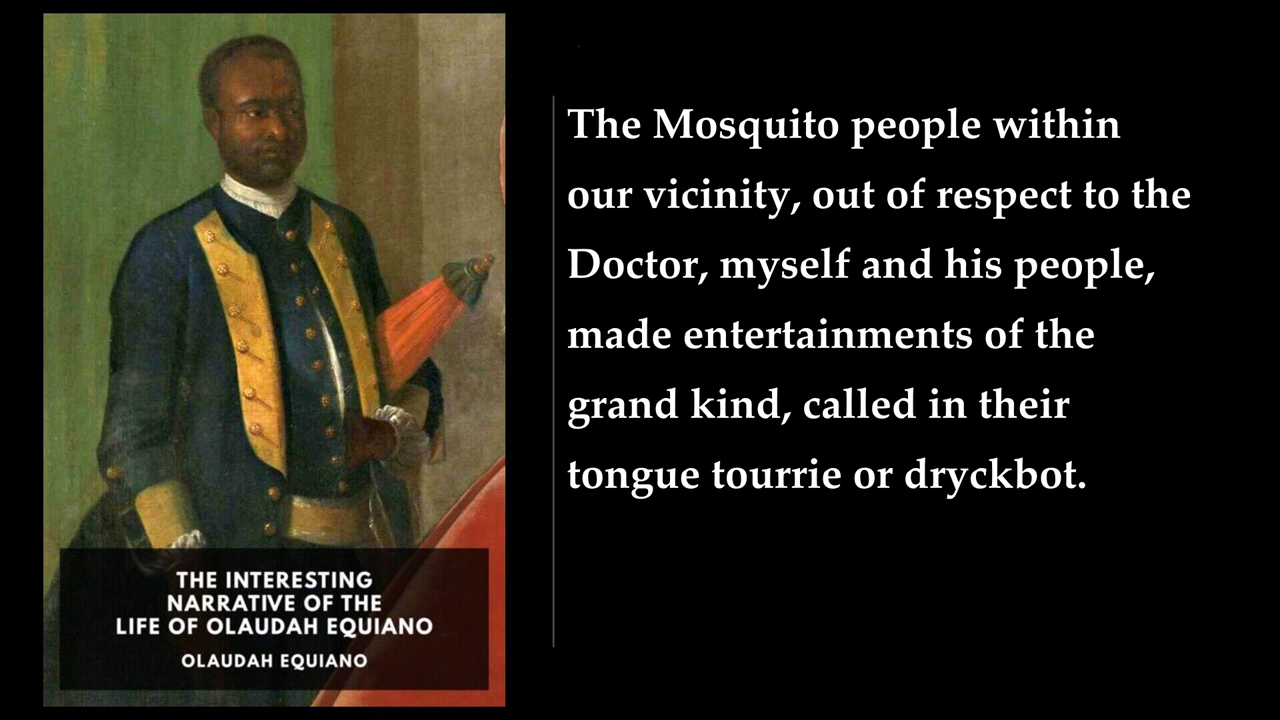 THE INTERESTING
NARRATIVE OF THE
LIFE OF OLAUDAH EQUIANO
OLAUDAH EQUIANO
The Mosquito people within
our vicinity, out of respect to the
Doctor, myself and his people,
made entertainments of the
grand kind, called in their
tongue tourrie or dryckbot.